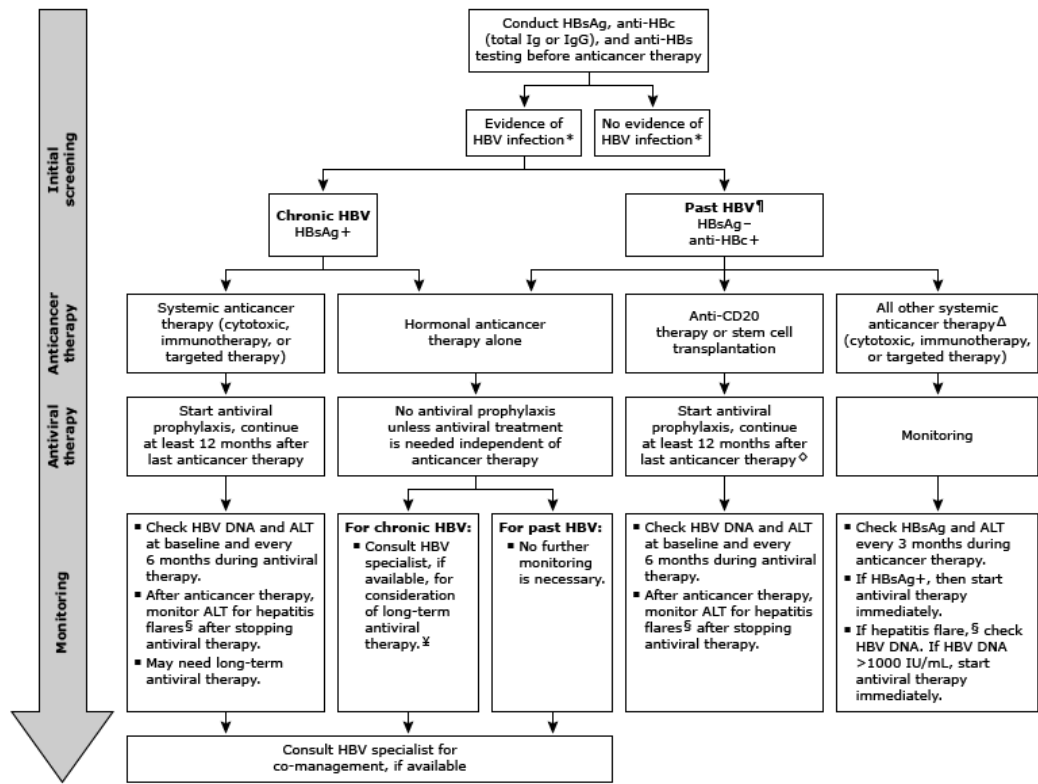 Conduct HBsAg, anti-HBc
(total Ig or IgG), and anti-HBs
testing before anticancer therapy
Initial
screening
Evidence of
HBV infection*
No evidence of
HBV infection*
Chronic HBV
HBsAg+
Past HBV¶
HBsAg–
anti-HBc+
Anticancer
therapy
Systemic anticancer
therapy (cytotoxic,
immunotherapy, or
targeted therapy)
Hormonal anticancer
therapy alone
Anti-CD20
therapy or stem cell
transplantation
All other systemic
anticancer therapyΔ
(cytotoxic, immunotherapy,
or targeted therapy)
Antiviral
therapy
Start antiviral
prophylaxis, continue
at least 12 months after
last anticancer therapy
No antiviral prophylaxis
unless antiviral treatment
is needed independent of
anticancer therapy
Start antiviral
prophylaxis, continue
at least 12 months after
last anticancer therapy◇
Monitoring
Monitoring
▪ Check HBV DNA and ALT
at baseline and every
6 months during antiviral
therapy.
▪ After anticancer therapy,
monitor ALT for hepatitis
flares§ after stopping
antiviral therapy.
▪ May need long-term
antiviral therapy.
For chronic HBV:
▪ Consult HBV
specialist, if
available, for
consideration
of long-term
antiviral
therapy.¥
For past HBV:
▪ No further
monitoring
is necessary.
▪ Check HBV DNA and ALT
at baseline and every
6 months during antiviral
therapy.
▪ After anticancer therapy,
monitor ALT for hepatitis
flares§ after stopping
antiviral therapy.
▪ Check HBsAg and ALT
every 3 months during
anticancer therapy.
▪ If HBsAg+, then start
antiviral therapy
immediately.
▪ If hepatitis flare,§ check
HBV DNA. If HBV DNA
>1000 IU/mL, start
antiviral therapy
immediately.
Consult HBV specialist for
co-management, if available